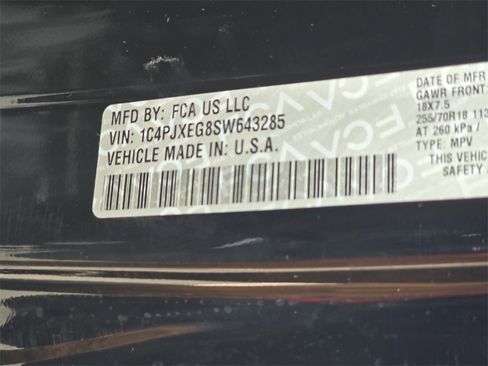 MFD BY: FCA US LLC
VIN: 1C4PJXEG8SW643285
VEHICLE MADE IN: U.S.A.
DATE OF MFR
GAWR FRONT:
18X7.5
255/70R18 113
AT 260 kPa /
TYPE: MPV
THIS VEHIC
SAFETY